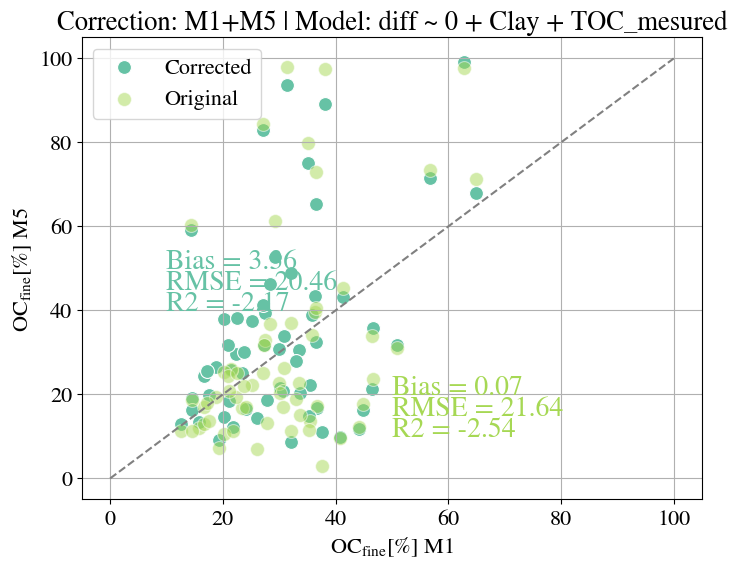 Correction: M1+M5 | Model: diff ~ 0 + Clay + TOC_mesured
100
80
60
40
20
0
OCfine[%] M5
Corrected
Original
Bias = 3.36
RMSE = 20.46
R2 = -2.17
Bias = 0.07
RMSE = 21.64
R2 = -2.54
0
20
40
60
80
100
OCfine[%] M1